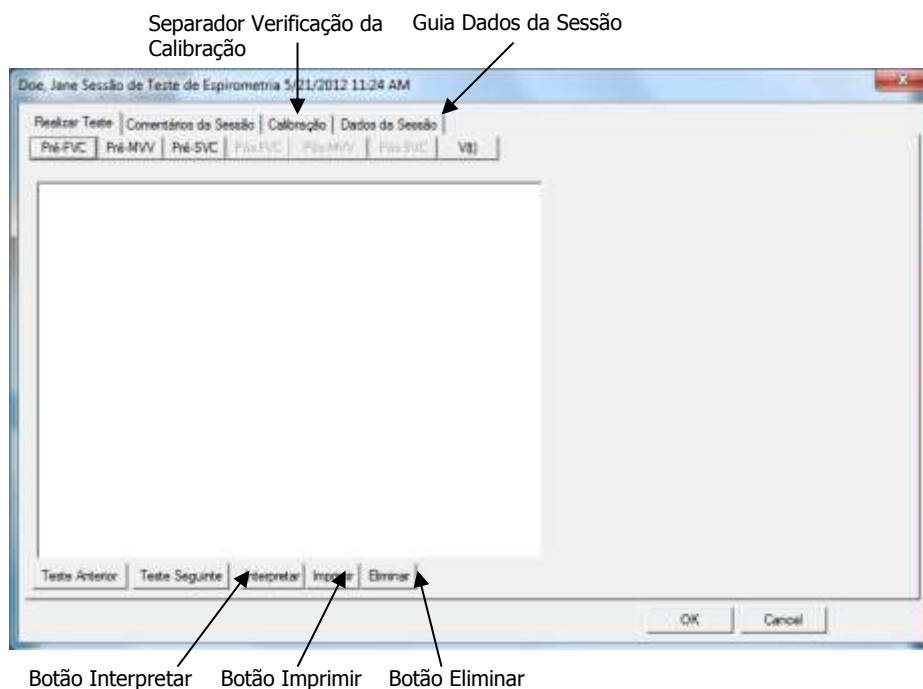 Separador Verificação da
Calibração
Guia Dados da Sessão
Doe, Jane Sessão de Teste de Espirometria 5/21/2012 11:24 AM
Realizar Teste Comentários da Sessão Calibração Dados da Sessão
Pré-FVC Pré-MVV Pré-SVC Pós-FVC Pós-MVV Pós-SVC
Teste Anterior Teste Seguinte Interpretar Imprimir Eliminar
OK Cancel
Botão Interpretar Botão Imprimir Botão Eliminar